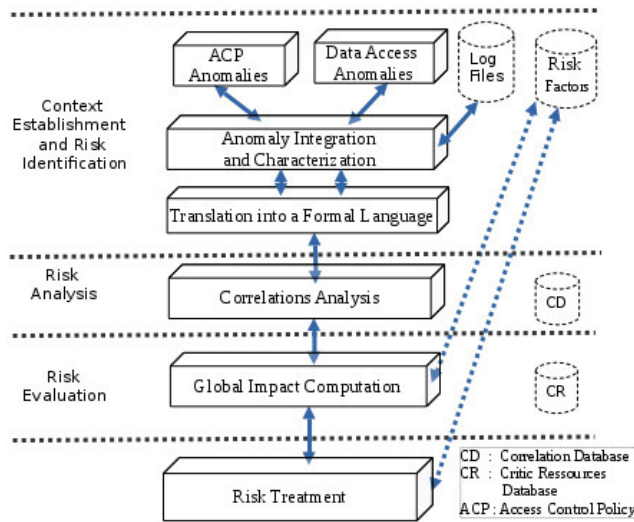 ACP
Anomalies
Data Access
Anomalies
Log
Files
Risk
Factors
Context
Establishment
and Risk
Identification
Anomaly Integration
and Characterization
Translation into a Formal Language
Risk
Analysis
Correlations Analysis
CD
Risk
Evaluation
Global Impact Computation
CR
Risk Treatment
CD : Correlation Database
CR : Critic Ressources
Database
ACP : Access Control Policy